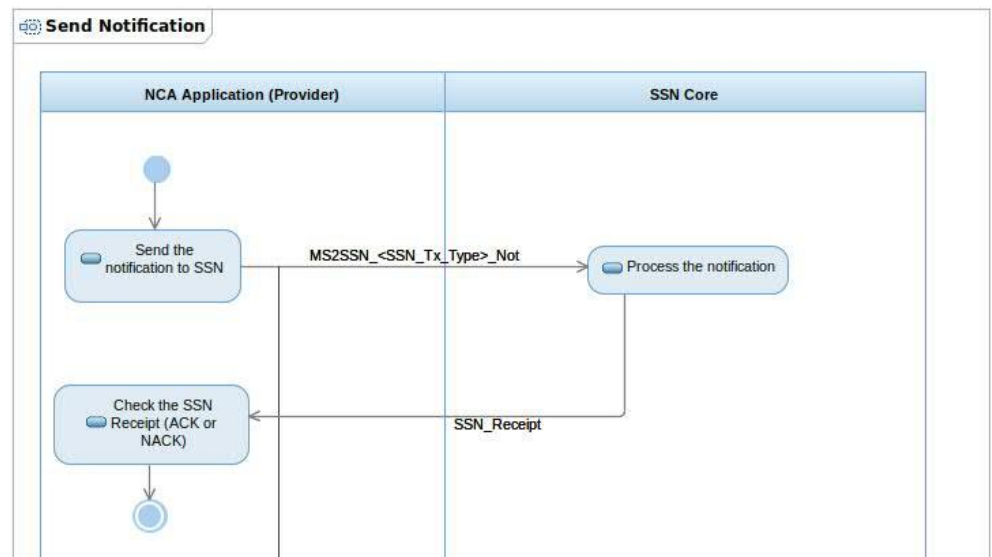 Send Notification
NCA Application (Provider)
SSN Core
Send the
notification to SSN
MS2SSN_<SSN_Tx_Type>_Not
Process the notification
Check the SSN
Receipt (ACK or
NACK)
SSN_Receipt